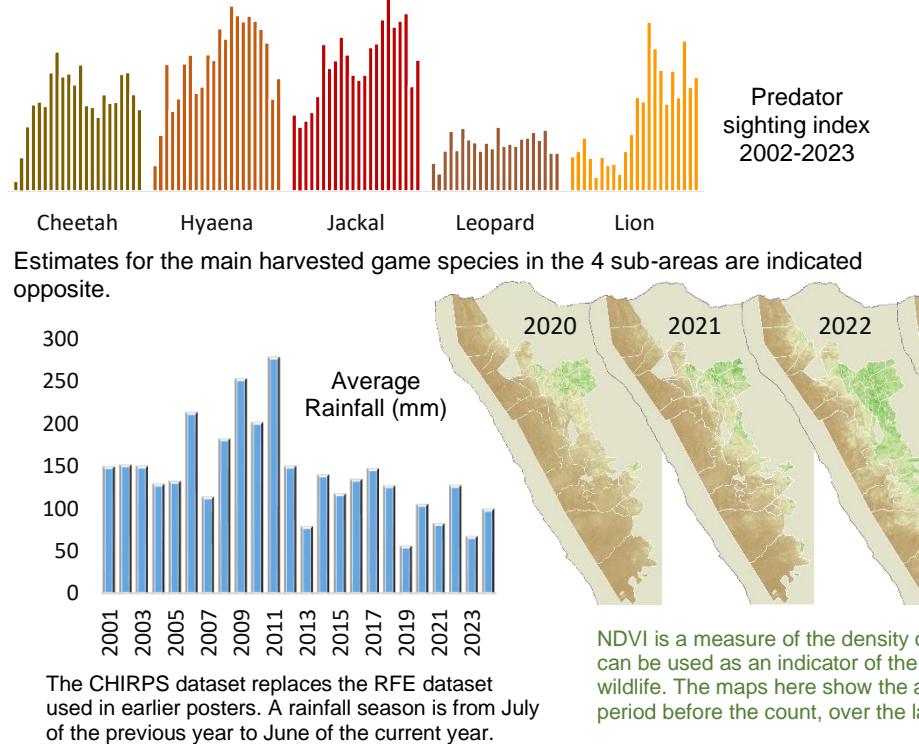 Predator
sighting index
2002-2023
Cheetah
Hyaena
Jackal
Leopard
Lion
Estimates for the main harvested game species in the 4 sub-areas are indicated
opposite.
300
250
200
150
100
50
0
Average
Rainfall (mm)
2001
2003
2005
2007
2009
2011
2013
2015
2017
2019
2021
2023
The CHIRPS dataset replaces the RFE dataset
used in earlier posters. A rainfall season is from July
of the previous year to June of the current year.
2020
2021
2022
NDVI is a measure of the density
can be used as an indicator of the
wildlife. The maps here show the
period before the count, over the